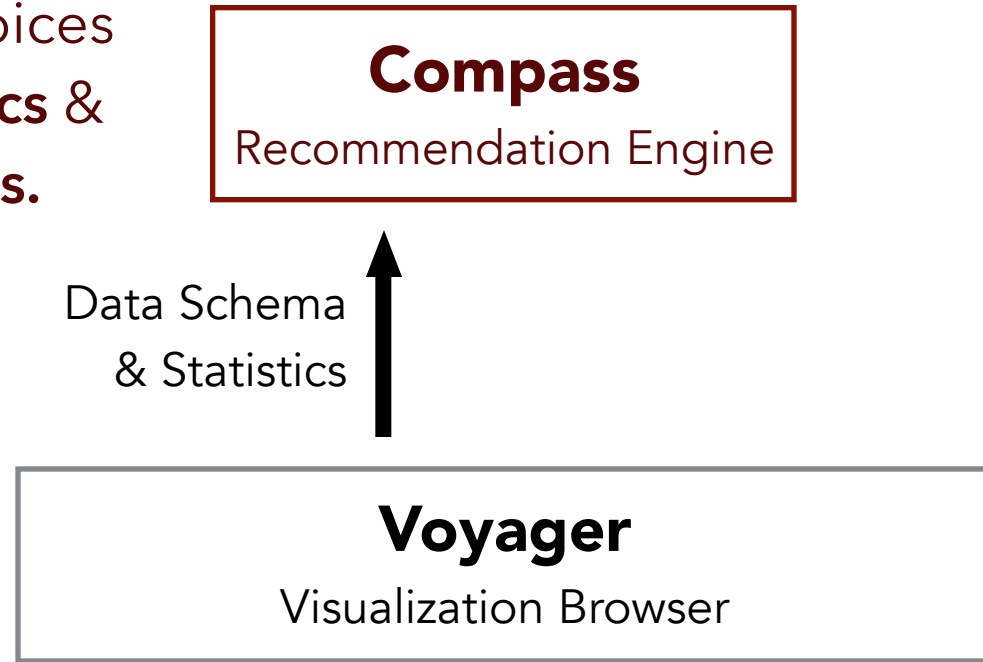 Compass
Recommendation Engine
&
Data Schema
& Statistics
Voyager
Visualization Browser